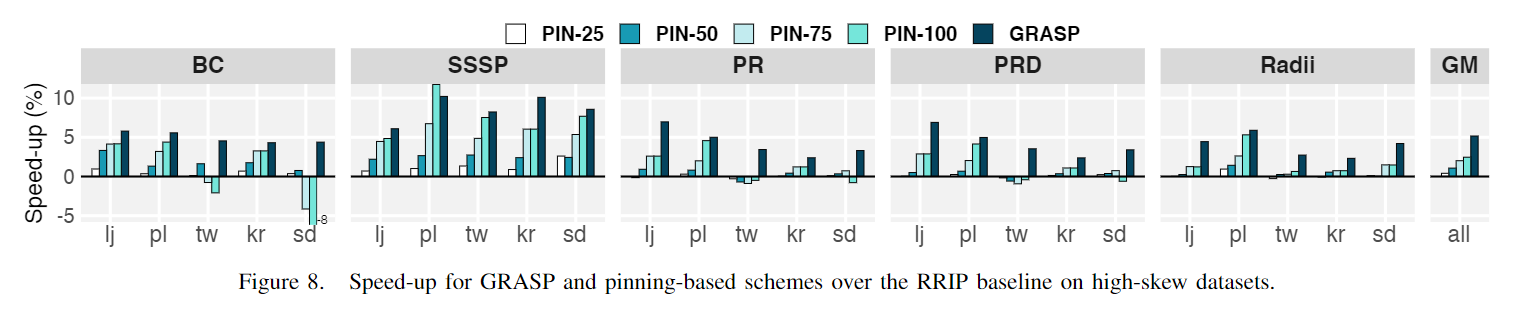 PIN-25 PIN-50 PIN-75 PIN-100 GRASP
BC SSSP PR PRD Radii GM
Speed-up (%)
10
5
0
-5
-8
lj pl tw kr sd lj pl tw kr sd lj pl tw kr sd lj pl tw kr sd lj pl tw kr sd all
Figure 8. Speed-up for GRASP and pinning-based schemes over the RRIP baseline on high-skew datasets.